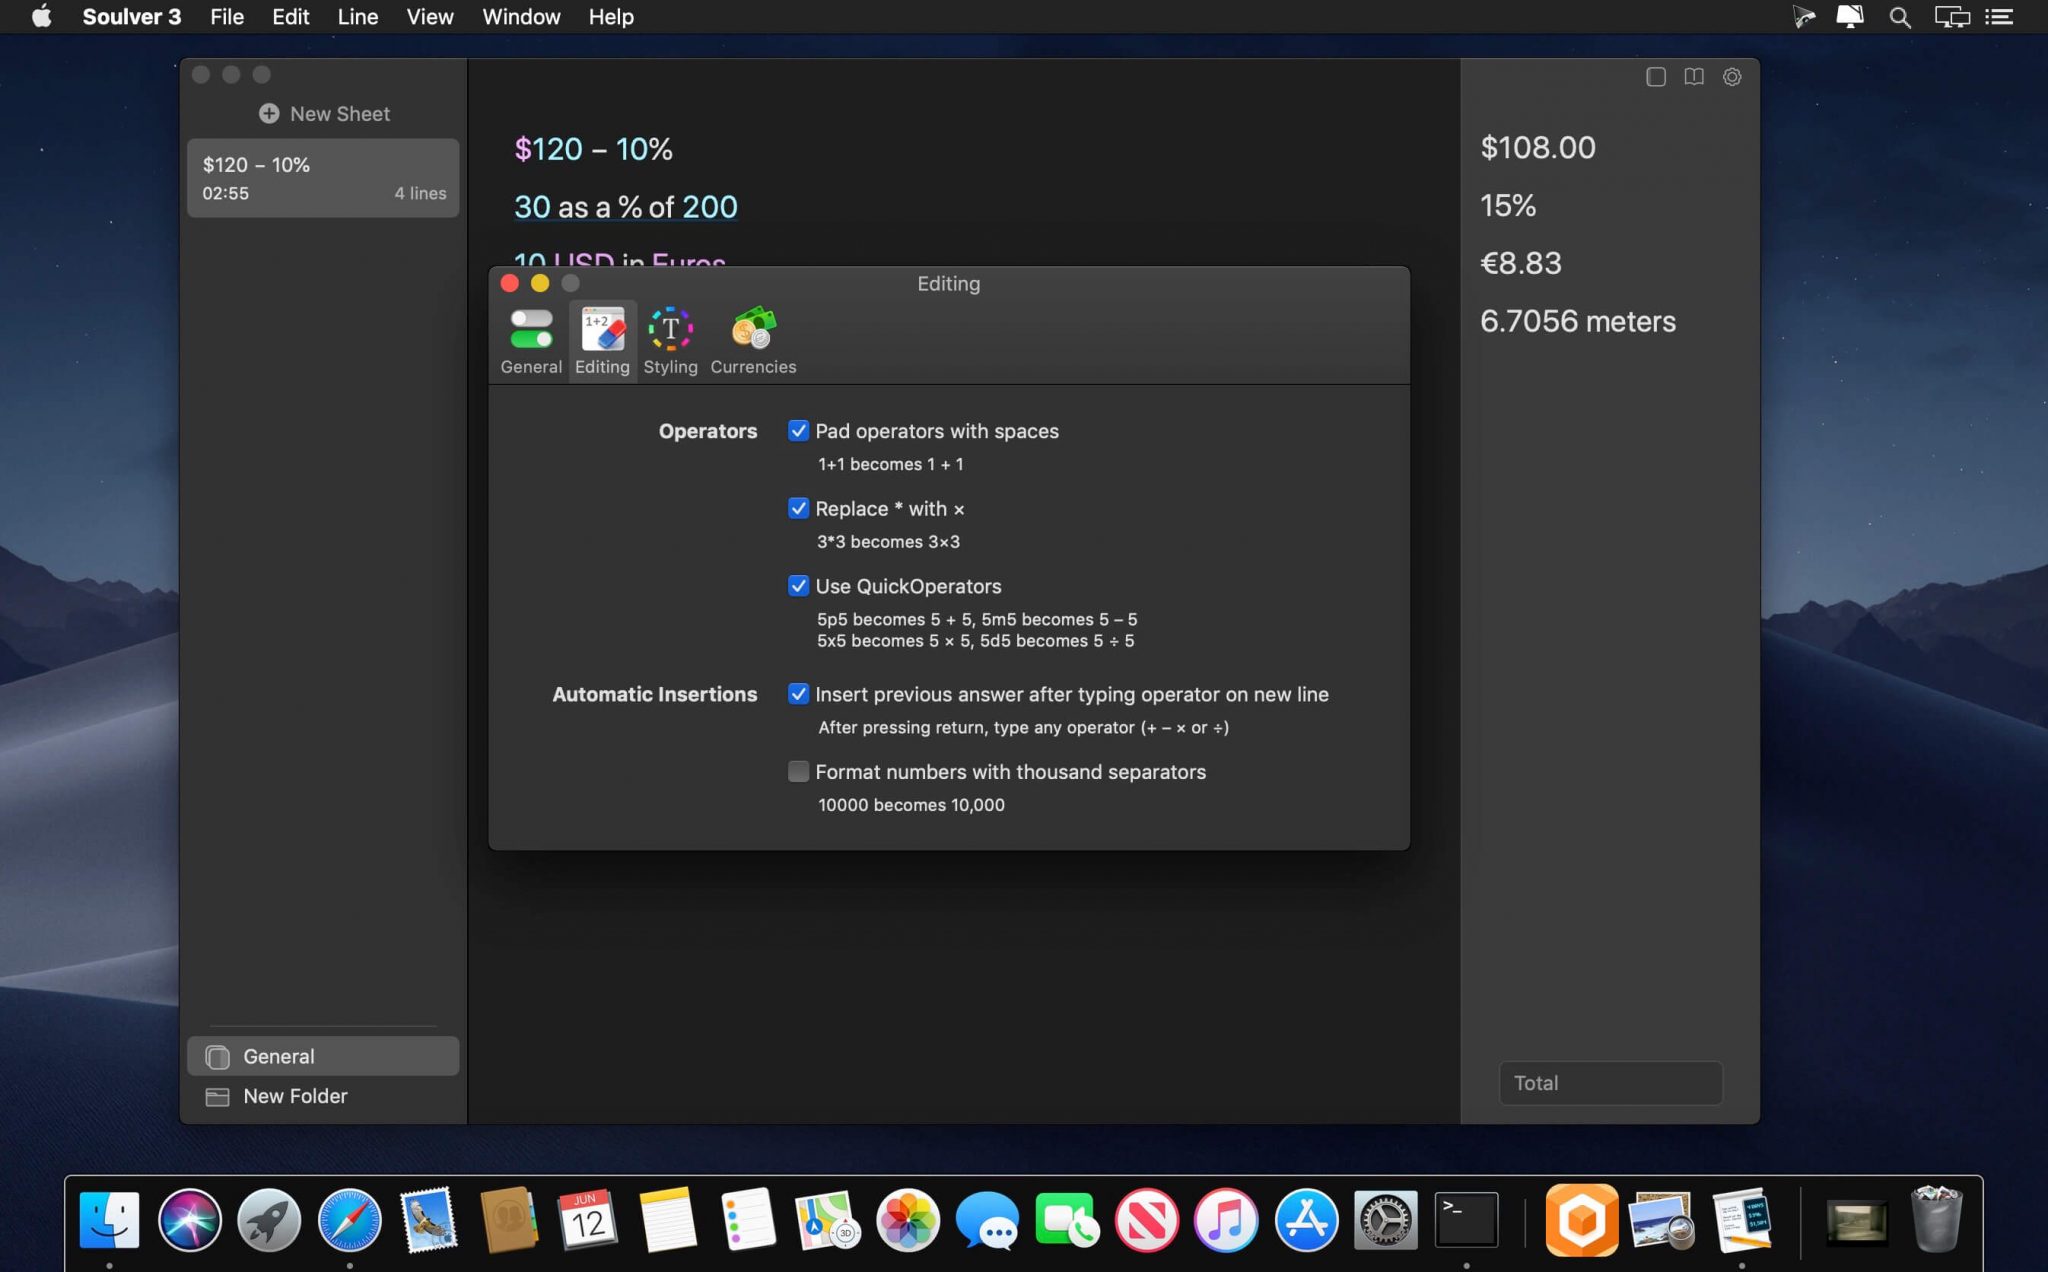 Soulver 3 File Edit Line View Window Help
New Sheet
$120 – 10%
02:55 4 lines
$120 – 10%
$108.00
30 as a % of 200
15%
10 USD in Euros
€8.83
6.7056 meters
Editing
General Editing Styling Currencies
Operators
Pad operators with spaces
1+1 becomes 1 + 1
Replace * with ×
3*3 becomes 3×3
Use QuickOperators
5p5 becomes 5 + 5, 5m5 becomes 5 – 5
5x5 becomes 5 × 5, 5d5 becomes 5 ÷ 5
Automatic Insertions
Insert previous answer after typing operator on new line
After pressing return, type any operator (+ – × or ÷)
Format numbers with thousand separators
10000 becomes 10,000
General
New Folder
Total
JUN
12
3D